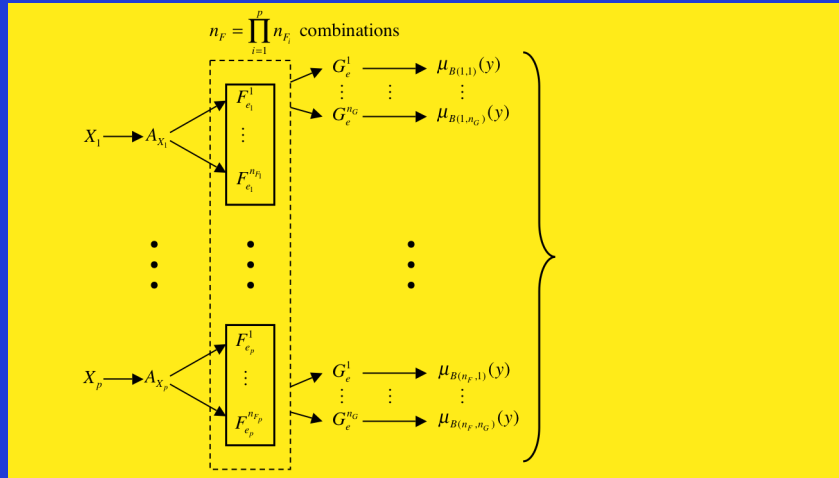 n_F = ∏_{i=1}^{p} n_{F_i} combinations
G_e^1 → μ_{B(1,1)}(y)
⋮ ⋮ ⋮
G_e^{n_G} → μ_{B(1,n_G)}(y)
X_1 → A_{X_1}
F_{e_1}^1
⋮
F_{e_1}^{n_{F_1}}
X_p → A_{X_p}
F_{e_p}^1
⋮
F_{e_p}^{n_{F_p}}
G_e^1 → μ_{B(n_F,1)}(y)
⋮ ⋮ ⋮
G_e^{n_G} → μ_{B(n_F,n_G)}(y)